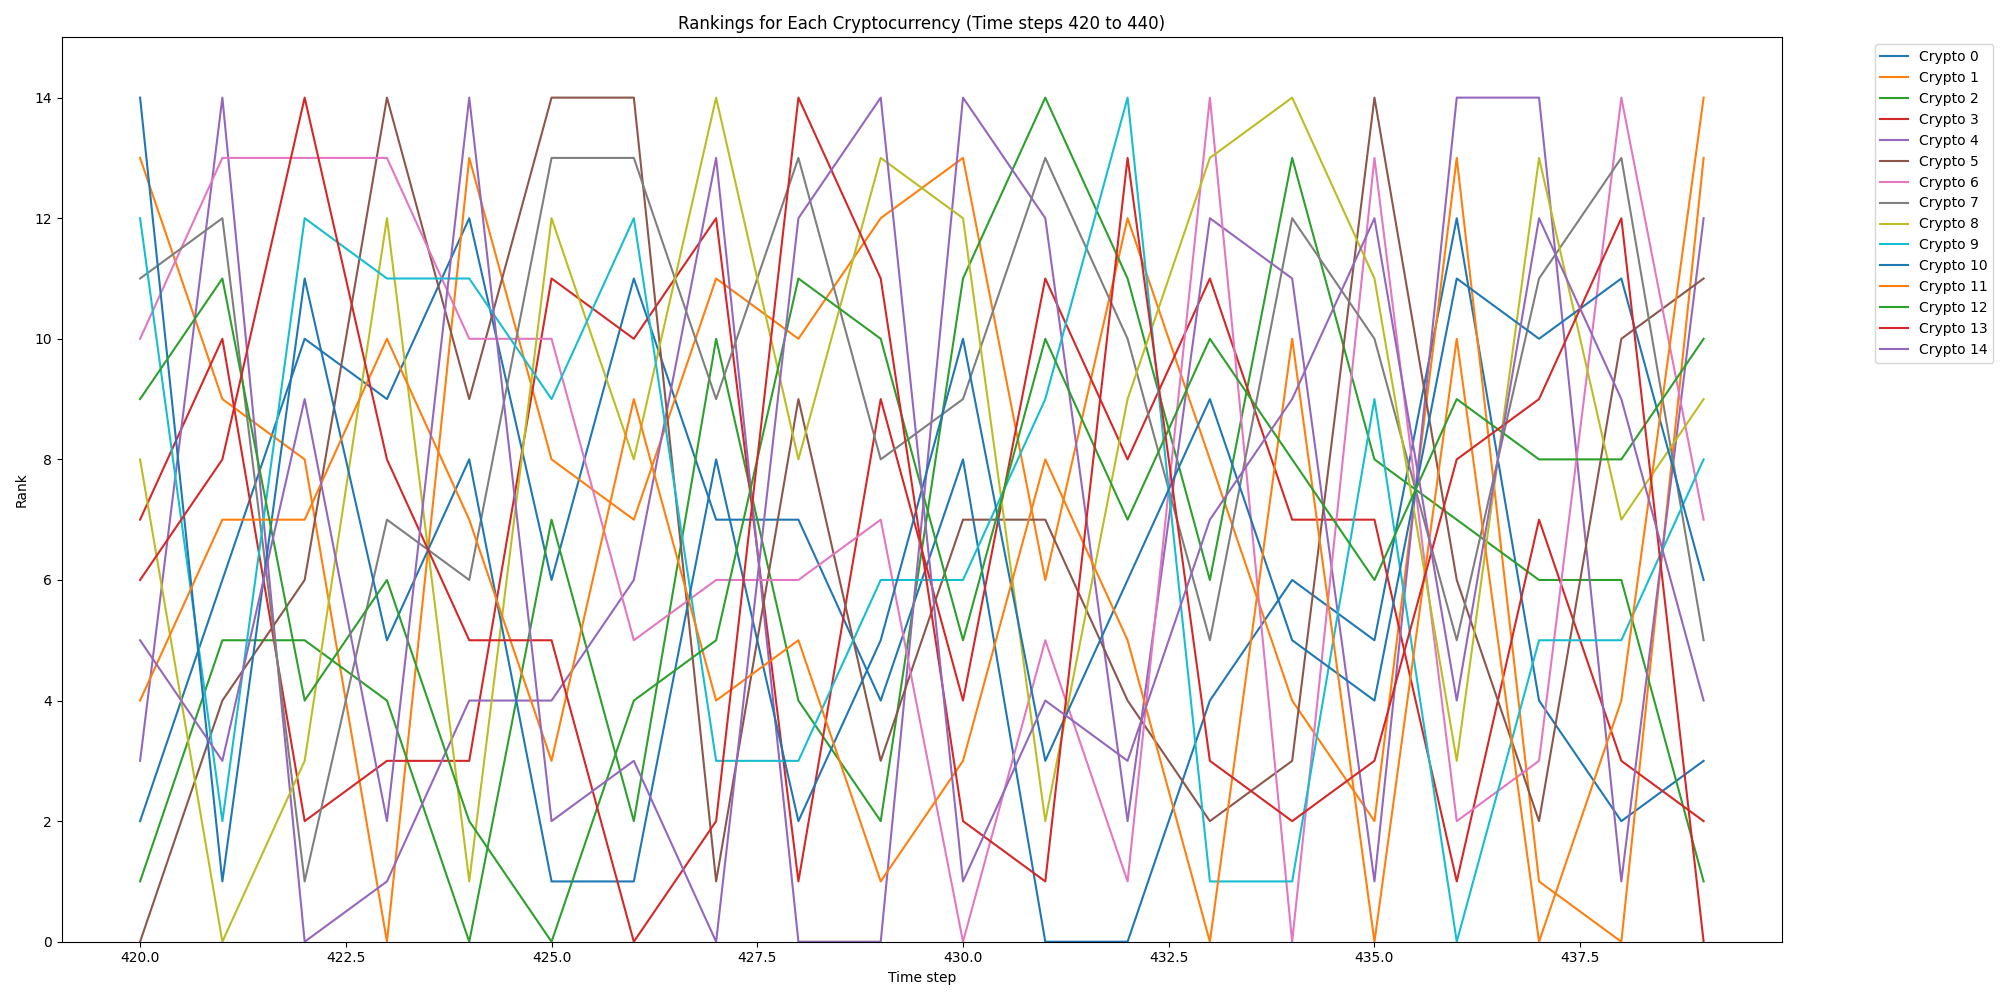 Rankings for Each Cryptocurrency (Time steps 420 to 440)
Rank
14
12
10
8
6
4
2
0
420.0 422.5 425.0 427.5 430.0 432.5 435.0 437.5
Time step
Crypto 0
Crypto 1
Crypto 2
Crypto 3
Crypto 4
Crypto 5
Crypto 6
Crypto 7
Crypto 8
Crypto 9
Crypto 10
Crypto 11
Crypto 12
Crypto 13
Crypto 14